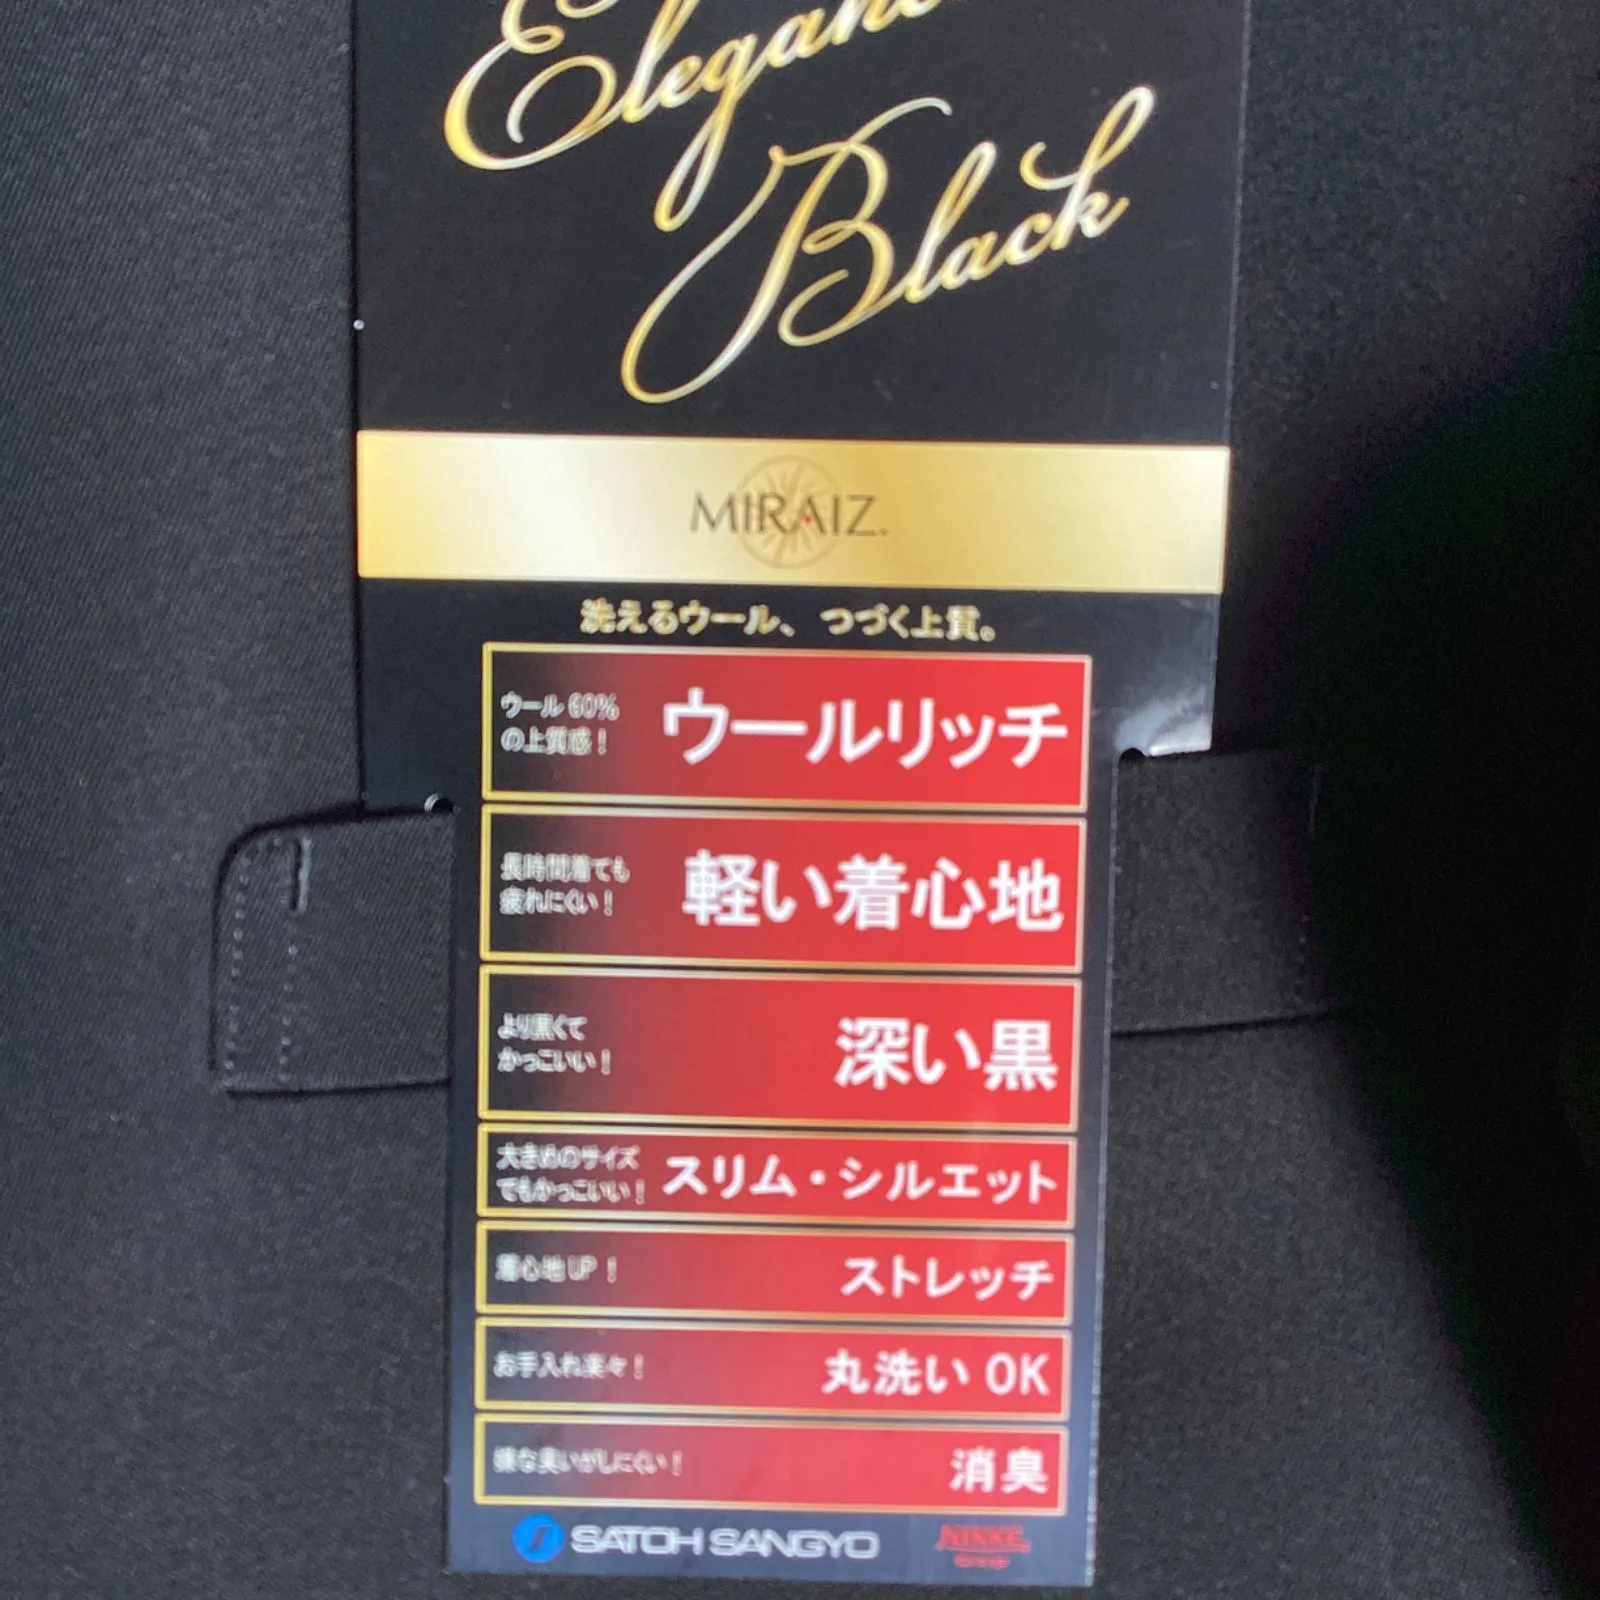 Elegan
Black
MIRAIZ.
洗えるウール、つづく上質。
ウール60%
の上質感！
ウールリッチ
長時間着ても
疲れにくい！
軽い着心地
より黒くて
かっこいい！
深い黒
大きめのサイズ
でもかっこいい！
スリム・シルエット
着心地UP！
ストレッチ
お手入れ楽々！
丸洗いOK
嫌な臭いがしにくい！
消臭
SATOH SANGYO
NIKKE
Group